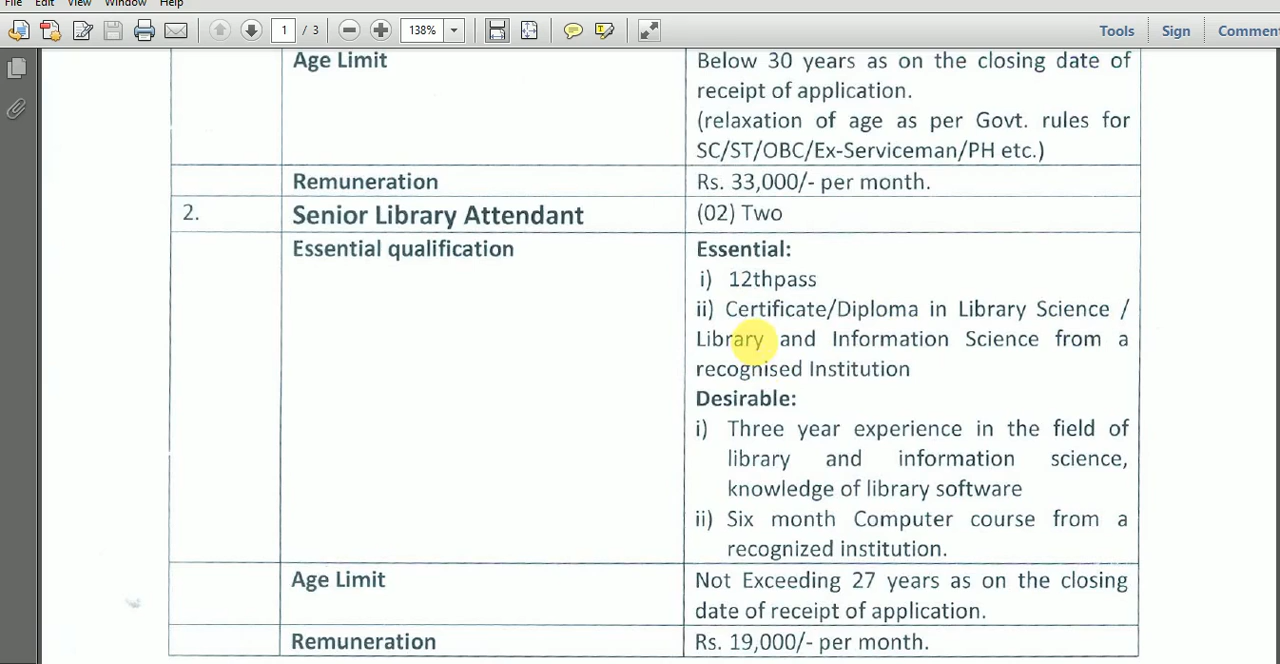 File Edit View Window Help
1 / 3 138% Tools Sign Comment
Age Limit
Below 30 years as on the closing date of
receipt of application.
(relaxation of age as per Govt. rules for
SC/ST/OBC/Ex-Serviceman/PH etc.)
Remuneration
Rs. 33,000/- per month.
2. Senior Library Attendant (02) Two
Essential qualification
Essential:
i) 12thpass
ii) Certificate/Diploma in Library Science /
Library and Information Science from a
recognised Institution
Desirable:
i) Three year experience in the field of
library and information science,
knowledge of library software
ii) Six month Computer course from a
recognized institution.
Age Limit
Not Exceeding 27 years as on the closing
date of receipt of application.
Remuneration
Rs. 19,000/- per month.